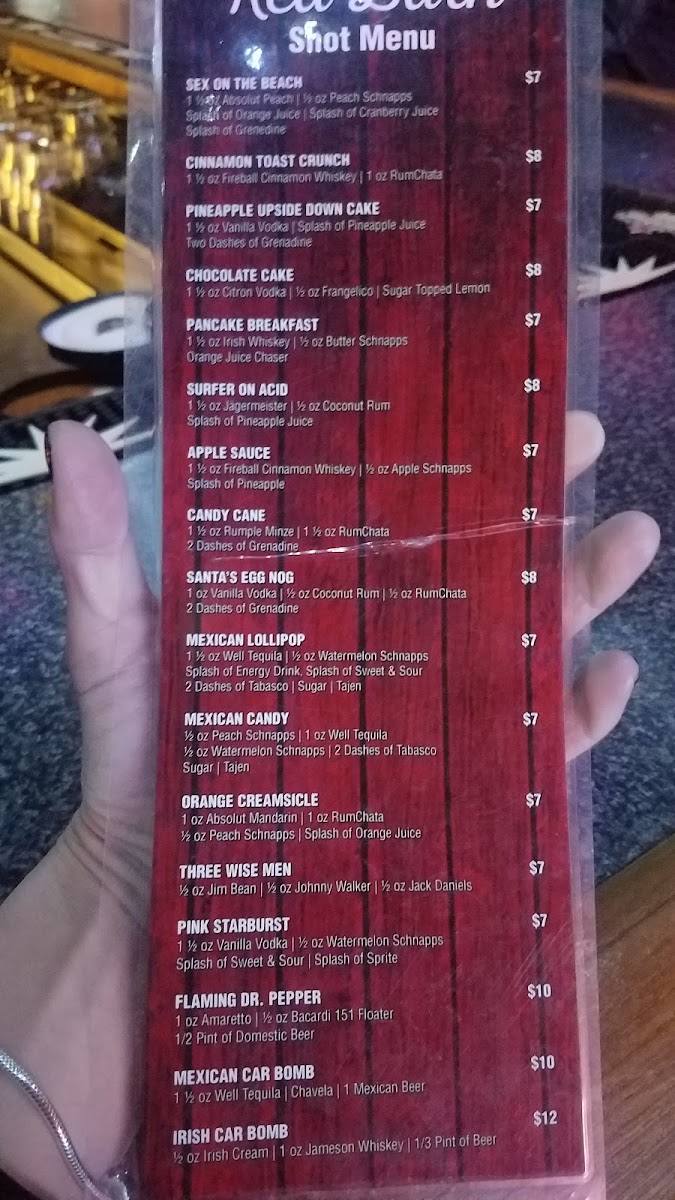 Shot Menu
SEX ON THE BEACH $7
1 ½ oz Absolut Peach | ½ oz Peach Schnapps
Splash of Orange Juice | Splash of Cranberry Juice
Splash of Grenedine
CINNAMON TOAST CRUNCH $8
1 ½ oz Fireball Cinnamon Whiskey | 1 oz RumChata
PINEAPPLE UPSIDE DOWN CAKE $7
1 ½ oz Vanilla Vodka | Splash of Pineapple Juice
Two Dashes of Grenadine
CHOCOLATE CAKE $8
1 ½ oz Citron Vodka | ½ oz Frangelico | Sugar Topped Lemon
PANCAKE BREAKFAST $7
1 ½ oz Irish Whiskey | ½ oz Butter Schnapps
Orange Juice Chaser
SURFER ON ACID $8
1 ½ oz Jagermeister | ½ oz Coconut Rum
Splash of Pineapple Juice
APPLE SAUCE $7
1 ½ oz Fireball Cinnamon Whiskey | ½ oz Apple Schnapps
Splash of Pineapple
CANDY CANE $7
1 ½ oz Rumple Minze | 1 ½ oz RumChata
2 Dashes of Grenadine
SANTA'S EGG NOG $8
1 oz Vanilla Vodka | ½ oz Coconut Rum | ½ oz RumChata
2 Dashes of Grenadine
MEXICAN LOLLIPOP $7
1 ½ oz Well Tequila | ½ oz Watermelon Schnapps
Splash of Energy Drink, Splash of Sweet & Sour
2 Dashes of Tabasco | Sugar | Tajen
MEXICAN CANDY $7
½ oz Peach Schnapps | 1 oz Well Tequila
½ oz Watermelon Schnapps | 2 Dashes of Tabasco
Sugar | Tajen
ORANGE CREAMSICLE $7
1 oz Absolut Mandarin | 1 oz RumChata
½ oz Peach Schnapps | Splash of Orange Juice
THREE WISE MEN $7
½ oz Jim Bean | ½ oz Johnny Walker | ½ oz Jack Daniels
PINK STARBURST $7
1 ½ oz Vanilla Vodka | ½ oz Watermelon Schnapps
Splash of Sweet & Sour | Splash of Sprite
FLAMING DR. PEPPER $10
1 oz Amaretto | ½ oz Bacardi 151 Floater
1/2 Pint of Domestic Beer
MEXICAN CAR BOMB $10
1 ½ oz Well Tequila | Chavela | 1 Mexican Beer
IRISH CAR BOMB $12
½ oz Irish Cream | 1 oz Jameson Whiskey | 1/3 Pint of Beer